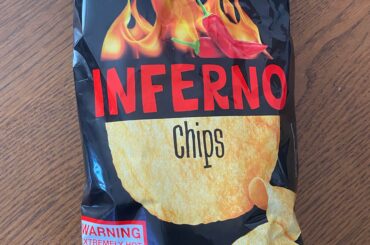 INFERNO
Chips
WARNING
EXTREMELY HOT